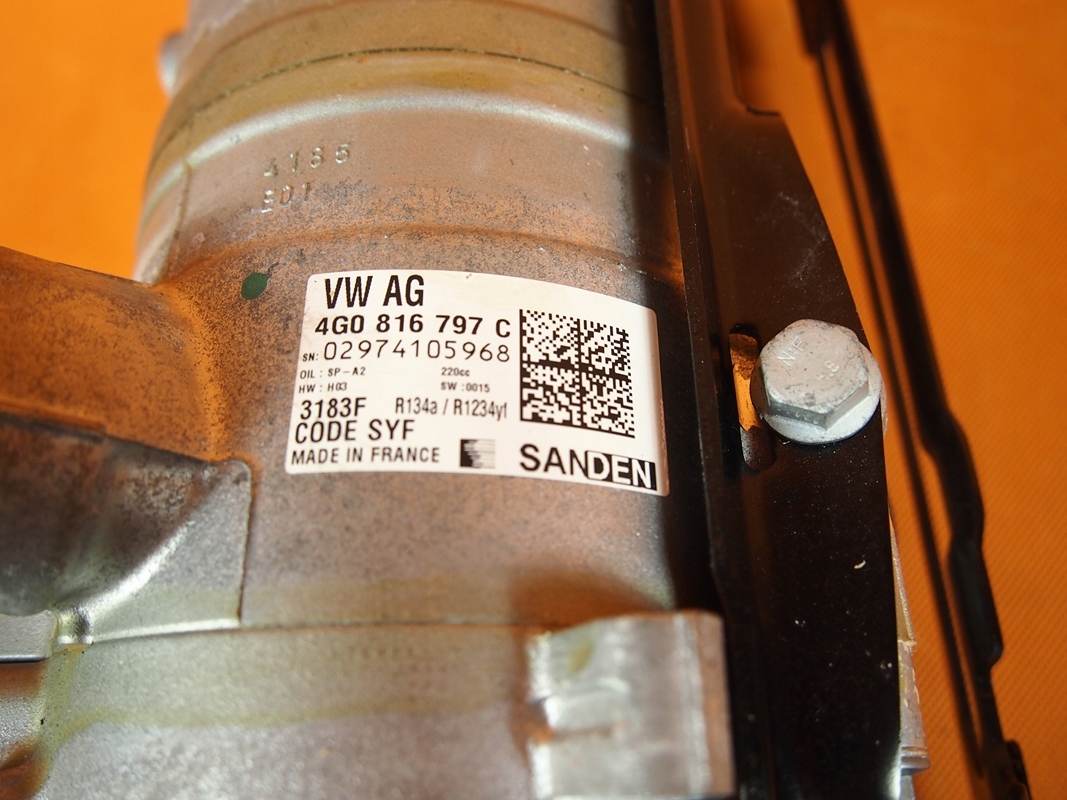 4185
E01
VW AG
4G0 816 797 C
SN: 02974105968
OIL : SP-A2 220cc
HW : H03 SW :0015
3183F R134a / R1234yf
CODE SYF
MADE IN FRANCE SANDEN